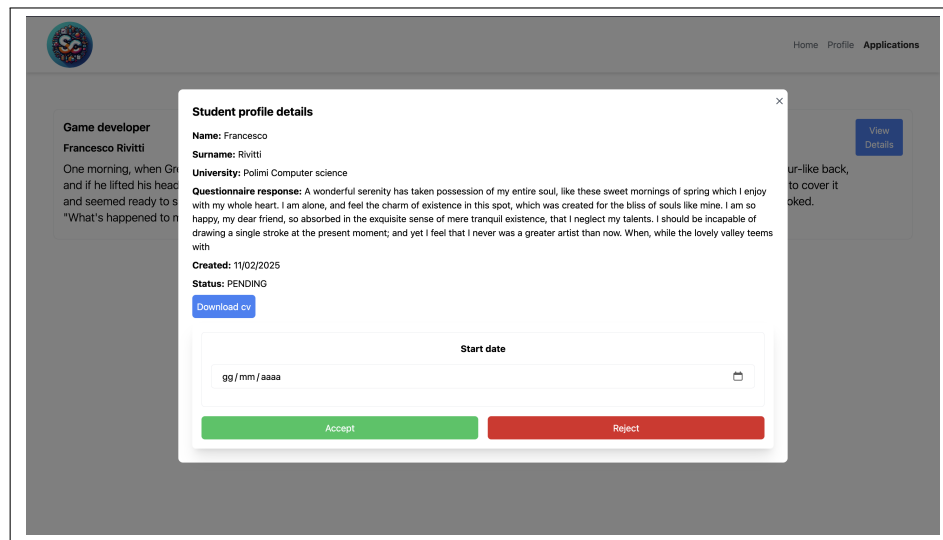 SC
Home Profile Applications
Student profile details
Name: Francesco
Surname: Rivitti
University: Polimi Computer science
Questionnaire response: A wonderful serenity has taken possession of my entire soul, like these sweet mornings of spring which I enjoy
with my whole heart. I am alone, and feel the charm of existence in this spot, which was created for the bliss of souls like mine. I am so
happy, my dear friend, so absorbed in the exquisite sense of mere tranquil existence, that I neglect my talents. I should be incapable of
drawing a single stroke at the present moment; and yet I feel that I never was a greater artist than now. When, while the lovely valley teems
with
Created: 11/02/2025
Status: PENDING
Download cv
Start date
gg/mm/aaaa
Accept Reject
Game developer
Francesco Rivitti
One morning, when Gre
and if he lifted his head
and seemed ready to s
"What's happened to m
View
Details
ur-like back,
to cover it
oked.